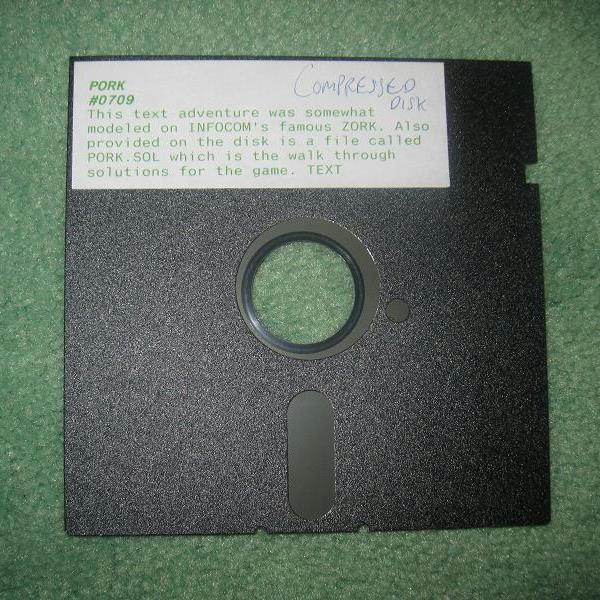 PORK
COMPRESSED
#0709
DISK
This text adventure was somewhat
modeled on INFOCOM's famous ZORK. Also
provided on the disk is a file called
PORK.SOL which is the walk through
solutions for the game. TEXT